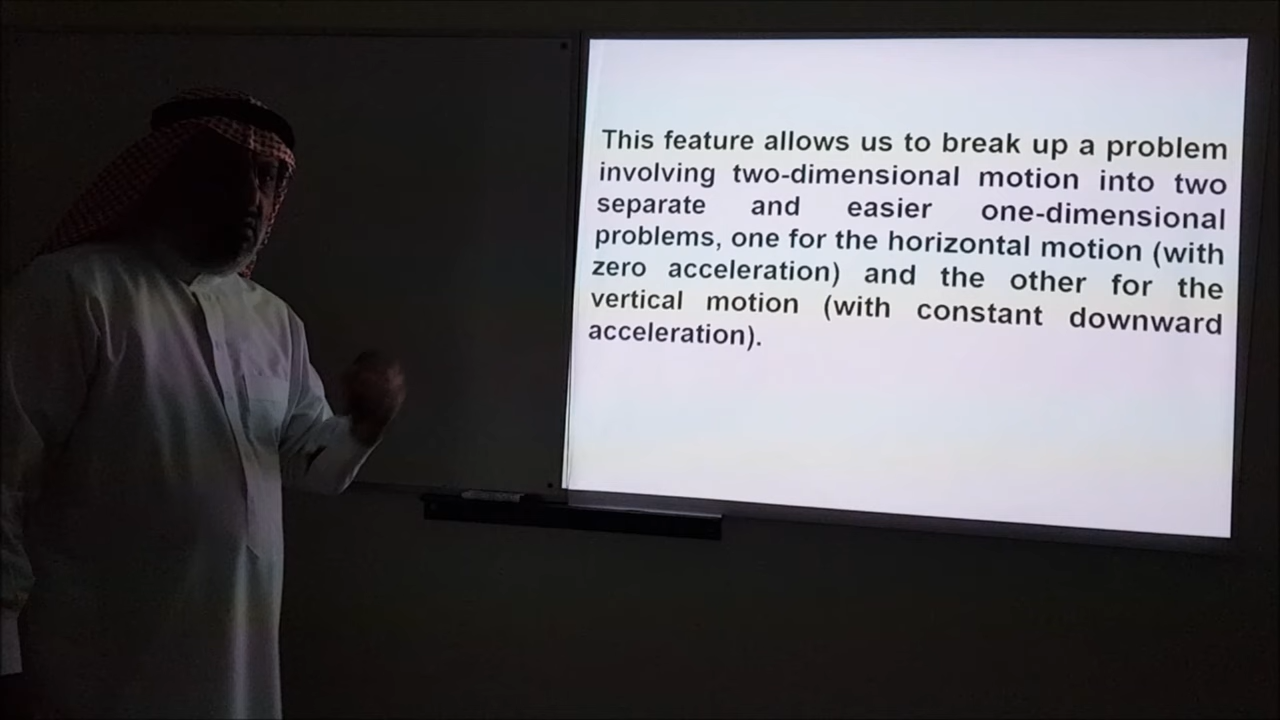 This feature allows us to break up a problem
involving two-dimensional motion into two
separate and easier one-dimensional
problems, one for the horizontal motion (with
zero acceleration) and the other for the
vertical motion (with constant downward
acceleration).